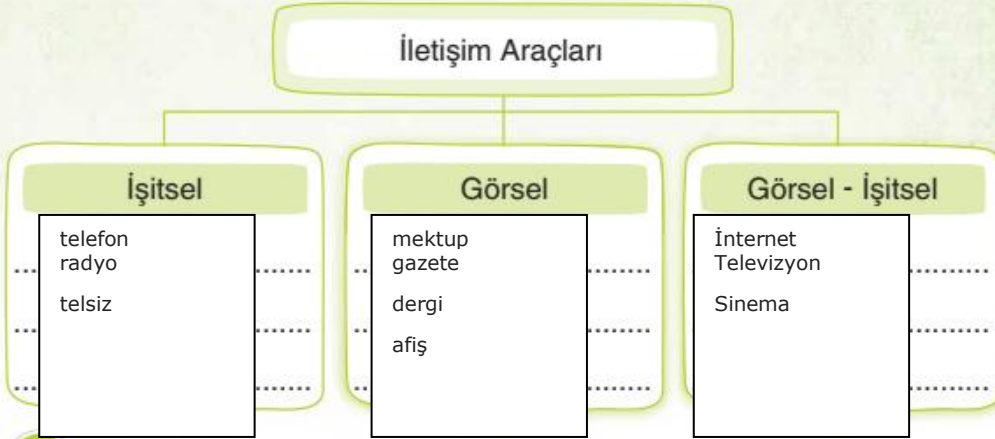 İletişim Araçları
İşitsel
telefon
radyo
telsiz
Görsel
mektup
gazete
dergi
afiş
Görsel - İşitsel
İnternet
Televizyon
Sinema